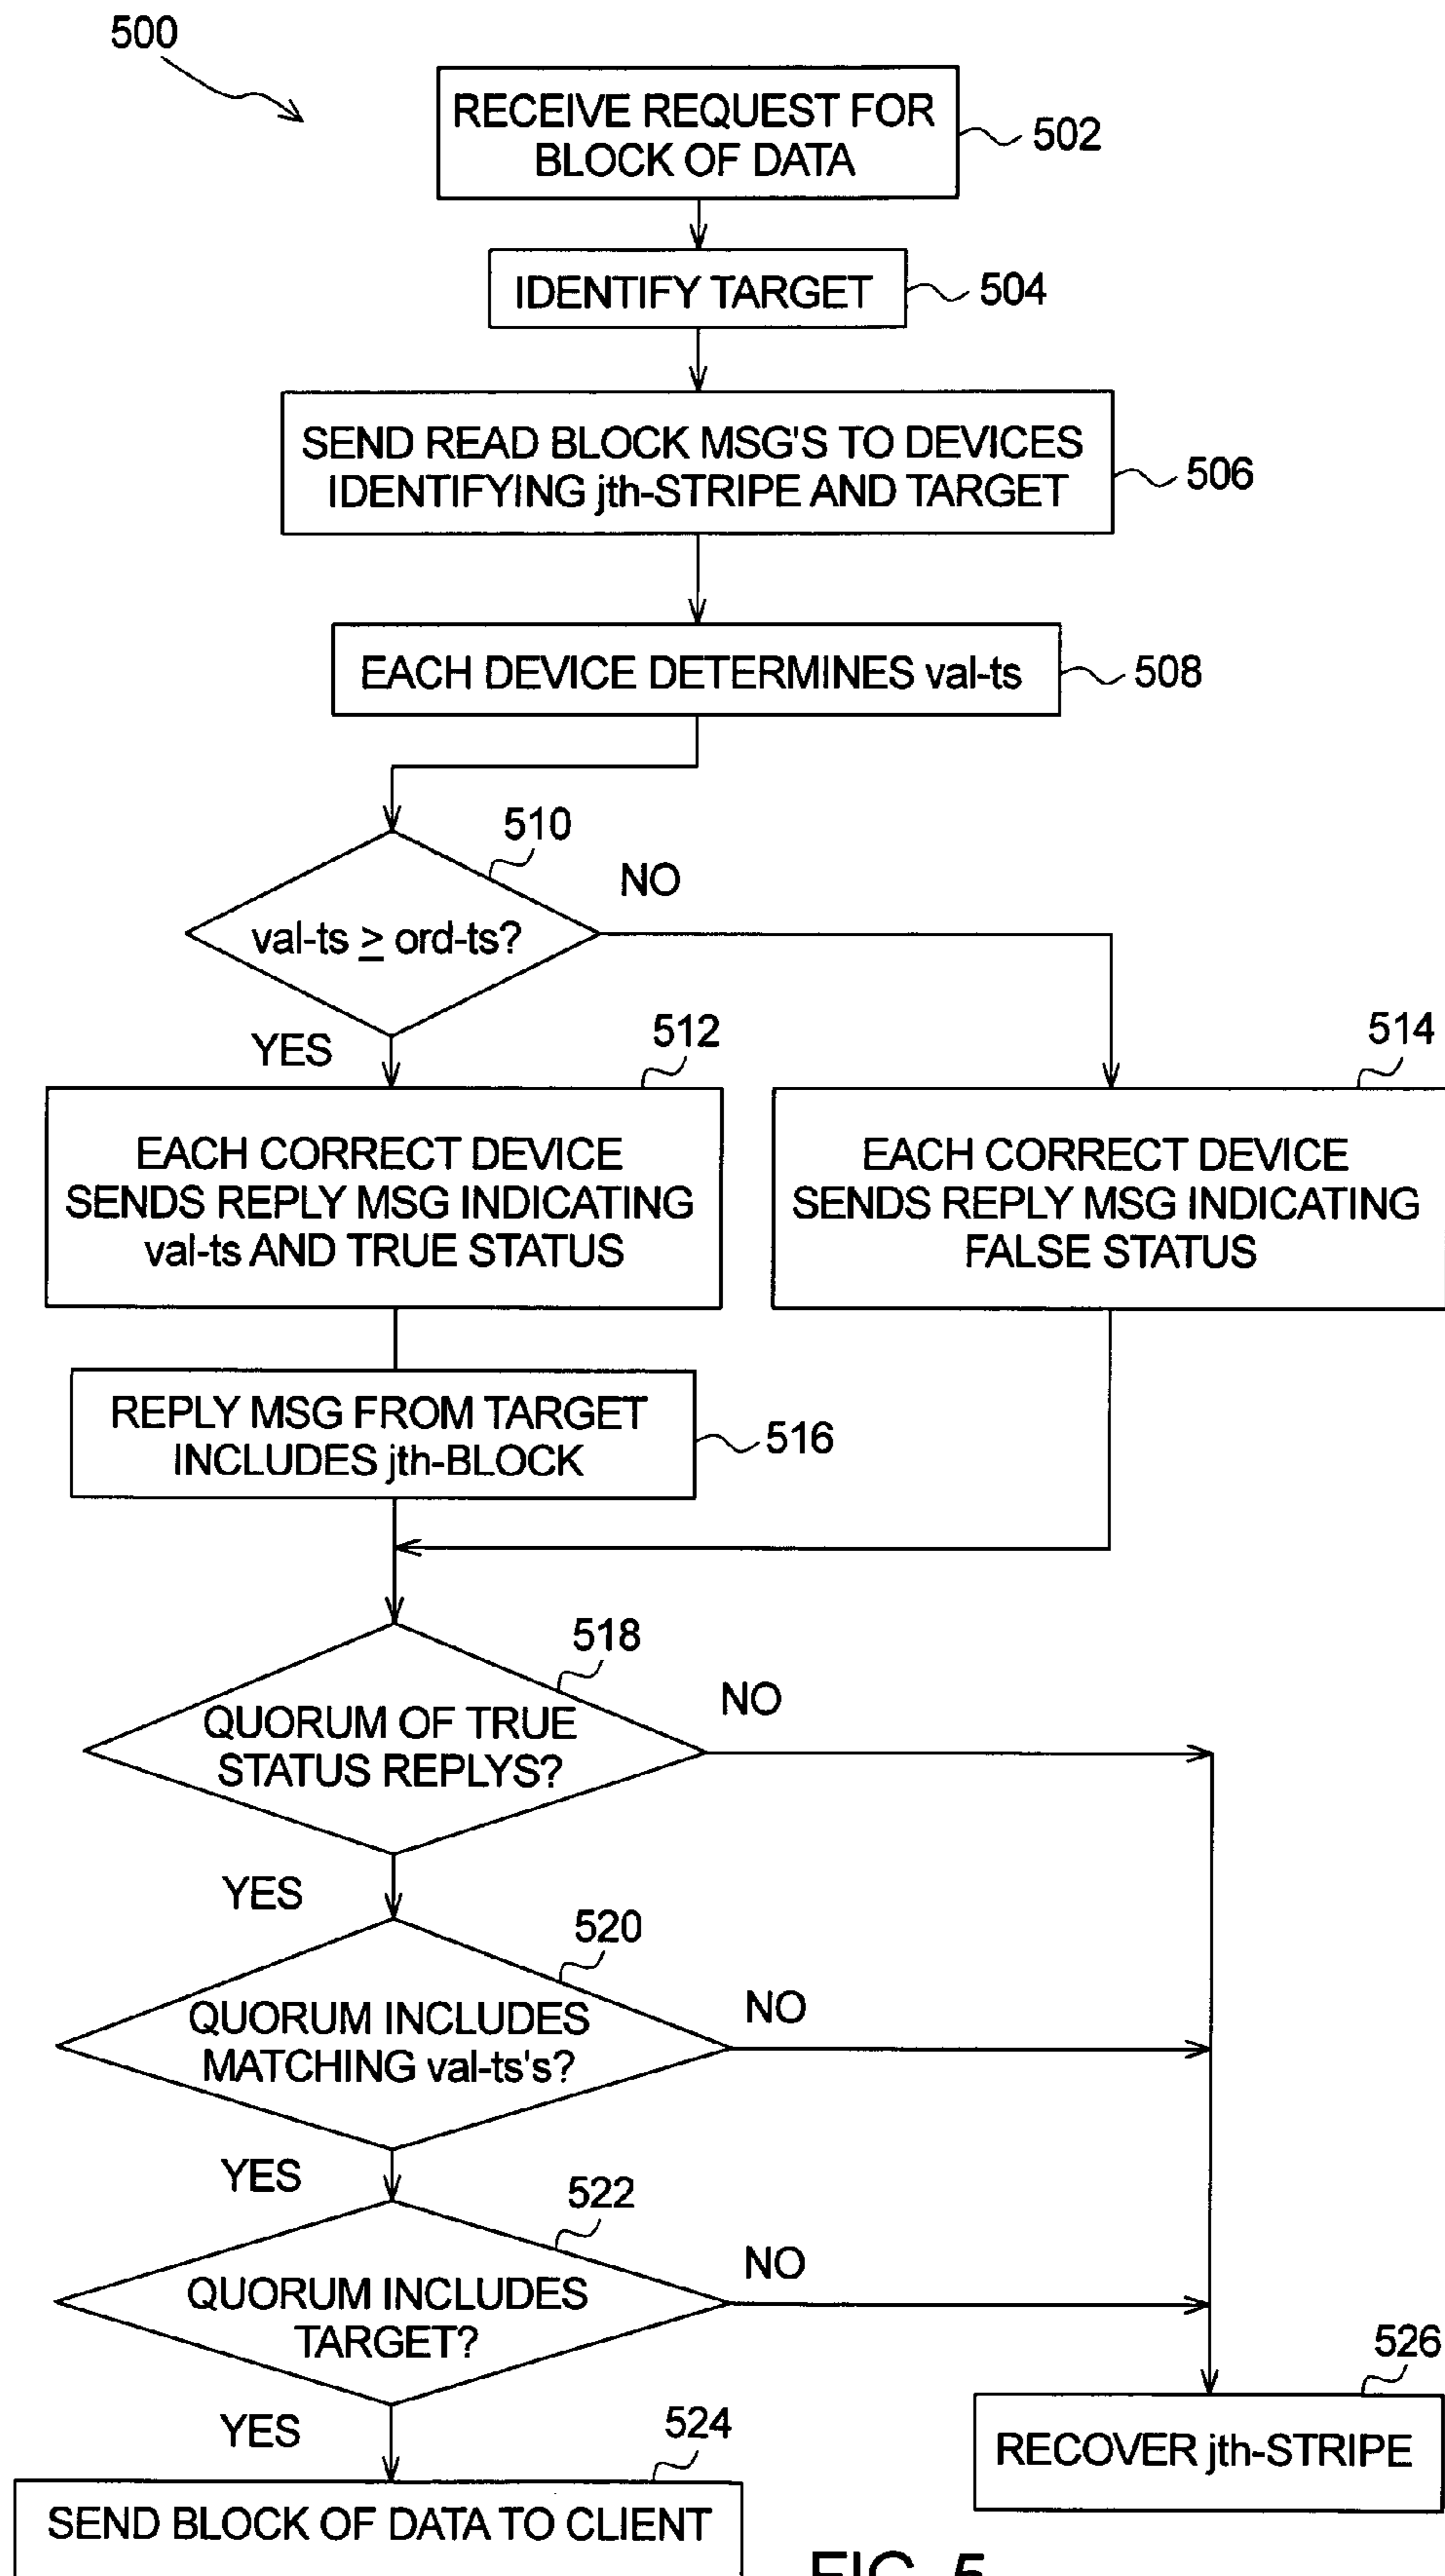 500
RECEIVE REQUEST FOR
BLOCK OF DATA
502
IDENTIFY TARGET
504
SEND READ BLOCK MSG'S TO DEVICES
IDENTIFYING jth-STRIPE AND TARGET
506
EACH DEVICE DETERMINES val-ts
508
510
val-ts ≥ ord-ts?
NO
YES
512
EACH CORRECT DEVICE
SENDS REPLY MSG INDICATING
val-ts AND TRUE STATUS
514
EACH CORRECT DEVICE
SENDS REPLY MSG INDICATING
FALSE STATUS
REPLY MSG FROM TARGET
INCLUDES jth-BLOCK
516
518
QUORUM OF TRUE
STATUS REPLYS?
NO
YES
520
QUORUM INCLUDES
MATCHING val-ts's?
NO
YES
522
QUORUM INCLUDES
TARGET?
NO
YES
524
SEND BLOCK OF DATA TO CLIENT
526
RECOVER jth-STRIPE
FIG. 5